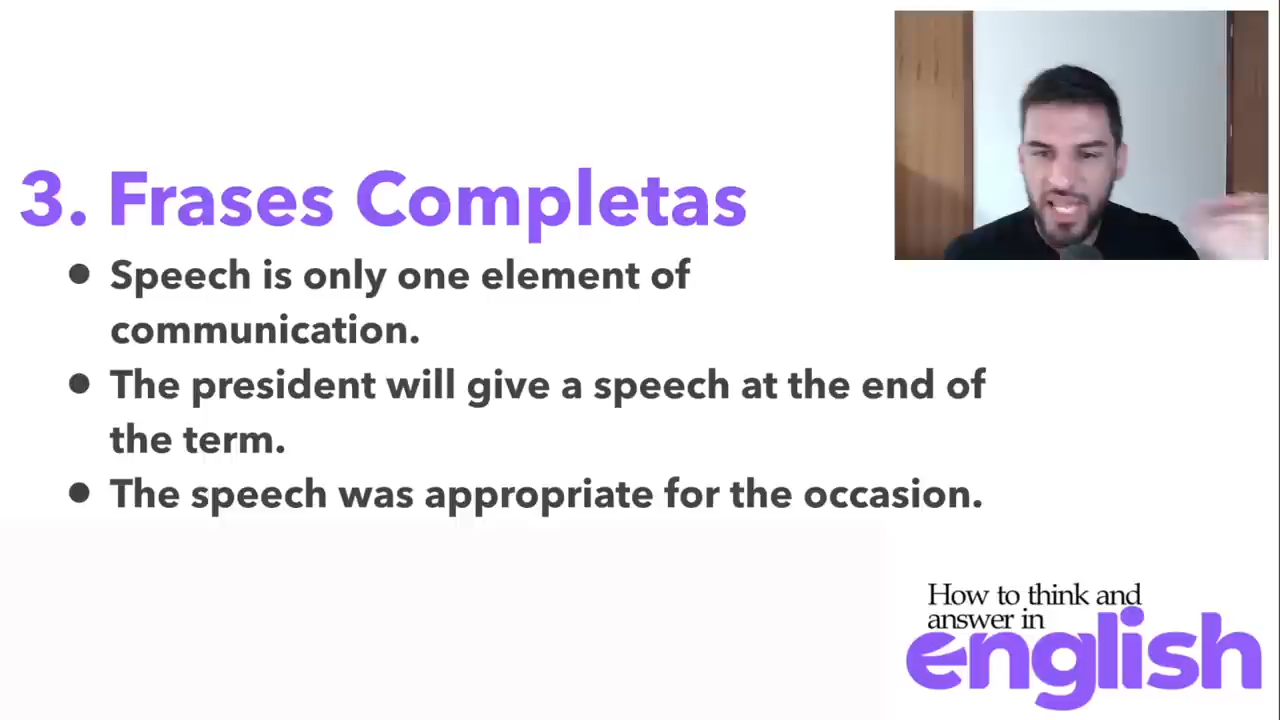 3. Frases Completas
• Speech is only one element of
communication.
• The president will give a speech at the end of
the term.
• The speech was appropriate for the occasion.
How to think and
answer in
english